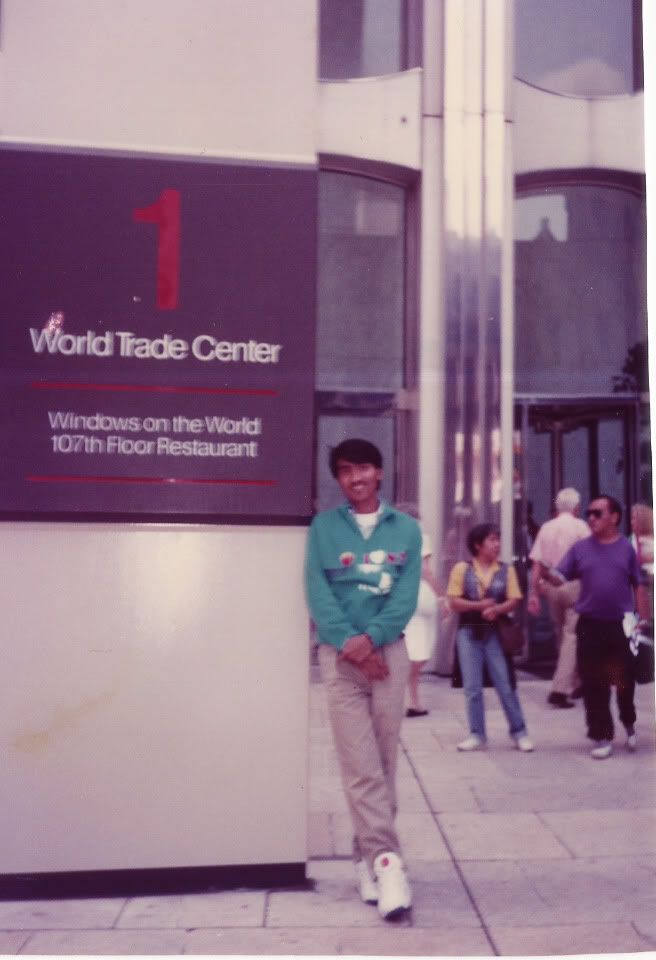 1
World Trade Center
Windows on the World
107th Floor Restaurant